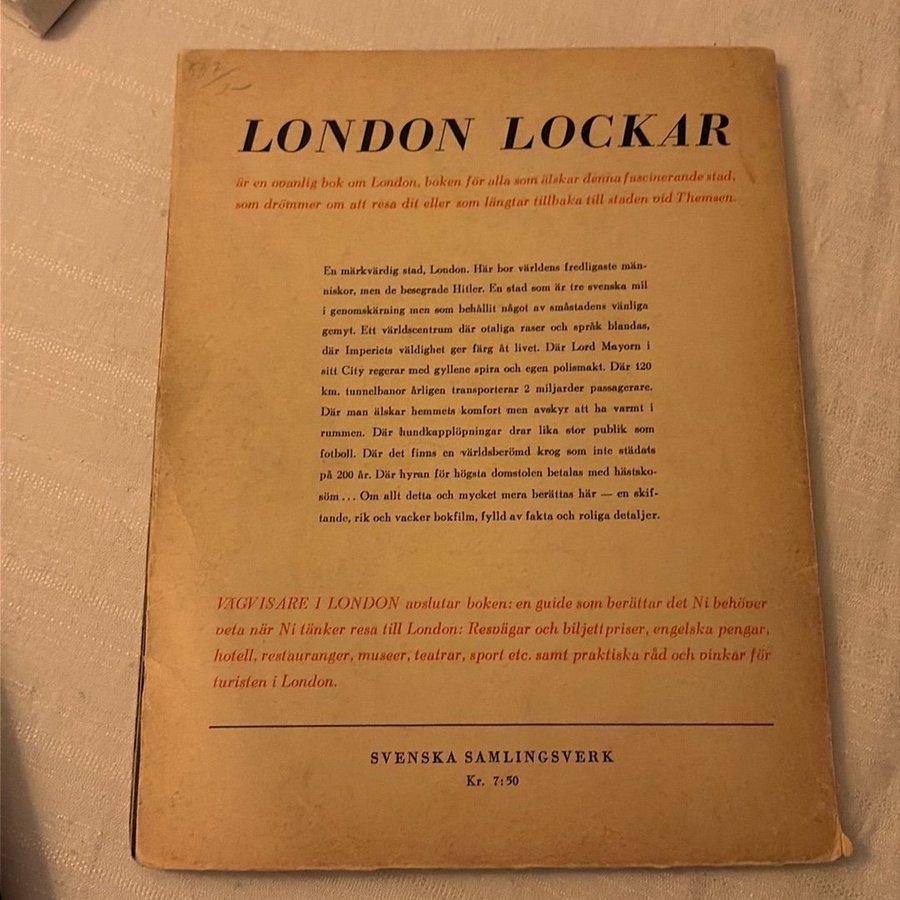 LONDON LOCKAR
är en ovanlig bok om London, boken för alla som älskar denna fascinerande stad,
som drömmer om att resa dit eller som längtar tillbaka till staden vid Themsen.
En märkvärdig stad, London. Här bor världens fredligaste män-
niskor, men de besegrade Hitler. En stad som är tre svenska mil
i genomskärning men som behållit något av småstadens vänliga
gemyt. Ett världscentrum där otaliga raser och språk blandas,
där Imperiets väldighet ger färg åt livet. Där Lord Mayorn i
sitt City regerar med gyllene spira och egen polismakt. Där 120
km. tunnelbanor årligen transporterar 2 miljarder passagerare.
Där man älskar hemmets komfort men avskyr att ha varmt i
rummen. Där hundkapplöpningar drar lika stor publik som
fotboll. Där det finns en världsberömd krog som inte städats
på 200 år. Där hyran för högsta domstolen betalas med hästsko-
söm ... Om allt detta och mycket mera berättas här — en skif-
tande, rik och vacker bokfilm, fylld av fakta och roliga detaljer.
VÄGVISARE I LONDON avslutar boken: en guide som berättar det Ni behöver
veta när Ni tänker resa till London: Resvägar och biljettpriser, engelska pengar,
hotell, restauranger, museer, teatrar, sport etc. samt praktiska råd och vinkar för
turisten i London.
SVENSKA SAMLINGSVERK
Kr. 7:50